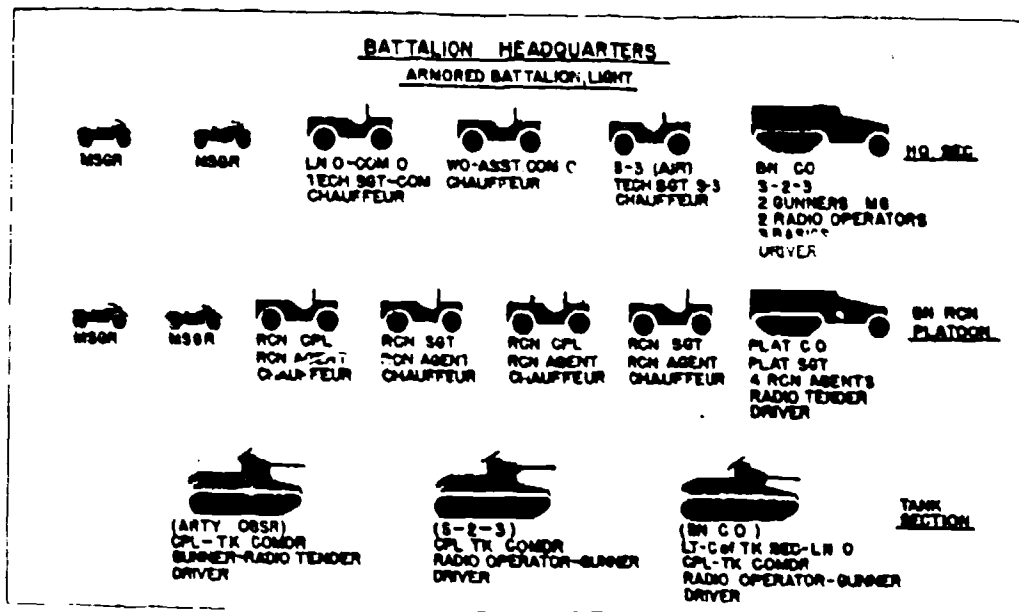 BATTALION HEADQUARTERS
ARMORED BATTALION, LIGHT
MSGR
MSGR
LN O-COM O
TECH SGT-COM
CHAUFFEUR
WO-ASST COM O
CHAUFFEUR
S-3 (AIR)
TECH SGT S-3
CHAUFFEUR
BN CO
S-2-3
2 GUNNERS MG
2 RADIO OPERATORS
3 BASICS
DRIVER
HQ SEC
MSGR
MSGR
RCN CPL
RCN AGENT
CHAUFFEUR
RCN SGT
RCN AGENT
CHAUFFEUR
RCN CPL
RCN AGENT
CHAUFFEUR
RCN SGT
RCN AGENT
CHAUFFEUR
PLAT CO
PLAT SGT
4 RCN AGENTS
RADIO TENDER
DRIVER
BN RCN
PLATOON
(ARTY OBSR)
CPL-TK COMDR
GUNNER-RADIO TENDER
DRIVER
(S-2-3)
CPL TK COMDR
RADIO OPERATOR-GUNNER
DRIVER
(BN CO)
LT-C of TK SEC-LN O
CPL-TK COMDR
RADIO OPERATOR-GUNNER
DRIVER
TANK
SECTION